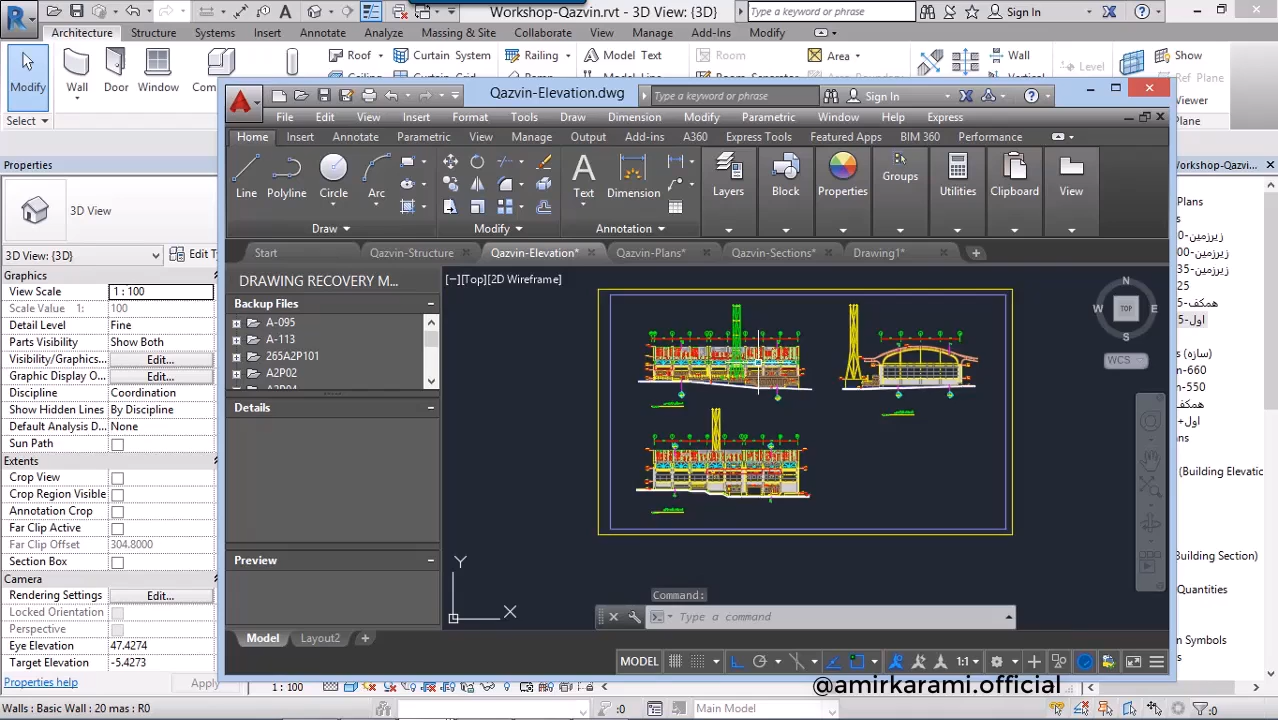 Workshop-Qazvin.rvt - 3D View: {3D}
Type a keyword or phrase
Sign In
Architecture
Structure
Systems
Insert
Annotate
Analyze
Massing & Site
Collaborate
View
Manage
Add-Ins
Modify
Modify
Wall
Door
Window
Roof
Curtain System
Railing
Model Text
Room
Area
Wall
Show
Level
Select
Properties
3D View
3D View: {3D}
Graphics
View Scale 1 : 100
Scale Value 1: 100
Detail Level Fine
Parts Visibility Show Both
Visibility/Graphics... Edit...
Graphic Display O... Edit...
Discipline Coordination
Show Hidden Lines By Discipline
Default Analysis D... None
Sun Path
Extents
Crop View
Crop Region Visible
Annotation Crop
Far Clip Active
Far Clip Offset 304.8000
Section Box
Camera
Rendering Settings Edit...
Locked Orientation
Perspective
Eye Elevation 47.4274
Target Elevation -5.4273
Properties help Apply
Walls : Basic Wall : 20 mas : R0
Qazvin-Elevation.dwg
Type a keyword or phrase
Sign In
File Edit View Insert Format Tools Draw Dimension Modify Parametric Window Help Express
Home Insert Annotate Parametric View Manage Output Add-ins A360 Express Tools Featured Apps BIM 360 Performance
Line
Polyline
Circle
Arc
Text
Dimension
Layers
Block
Properties
Groups
Utilities
Clipboard
View
Draw
Modify
Annotation
Start
Qazvin-Structure
Qazvin-Elevation*
Qazvin-Plans*
Qazvin-Sections*
Drawing1*
DRAWING RECOVERY M...
Backup Files
A-095
A-113
265A2P101
A2P02
Details
Preview
[−][Top][2D Wireframe]
N
W TOP E
S
WCS
Y
X
Command:
Type a command
Model Layout2
MODEL
1:1
1 : 100
@amirkarami.official
:0
Main Model
:0